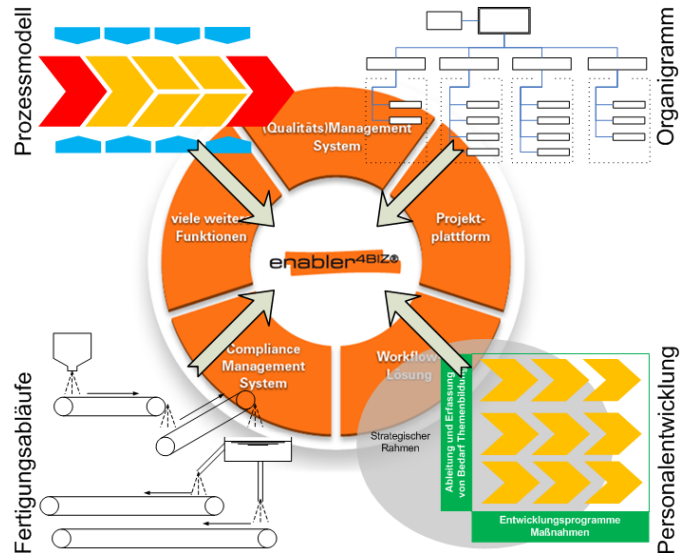 Prozessmodell
Organigramm
(Qualitäts)Management
System
viele weiter
Funktionen
Projekt-
plattform
enabler4BIZ®
Compliance
Management
System
Workflow
Lösung
Strategischer
Rahmen
Ableitung und Erfassung
von Bedarf Themenbildung
Entwicklungsprogramme
Maßnahmen
Fertigungsabläufe
Personalentwicklung